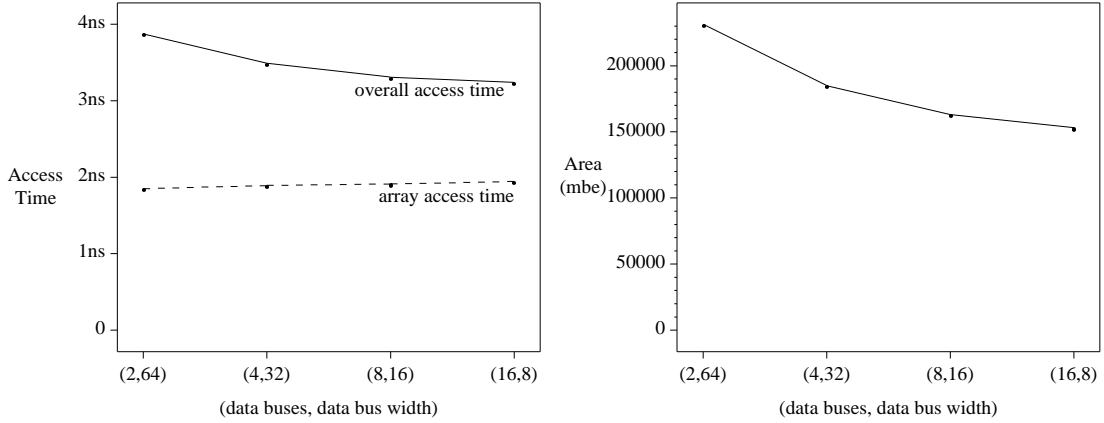 4ns
3ns
2ns
1ns
0
Access
Time
overall access time
array access time
(2,64)
(4,32)
(8,16)
(16,8)
(data buses, data bus width)
200000
150000
100000
50000
0
Area
(mbe)
(2,64)
(4,32)
(8,16)
(16,8)
(data buses, data bus width)